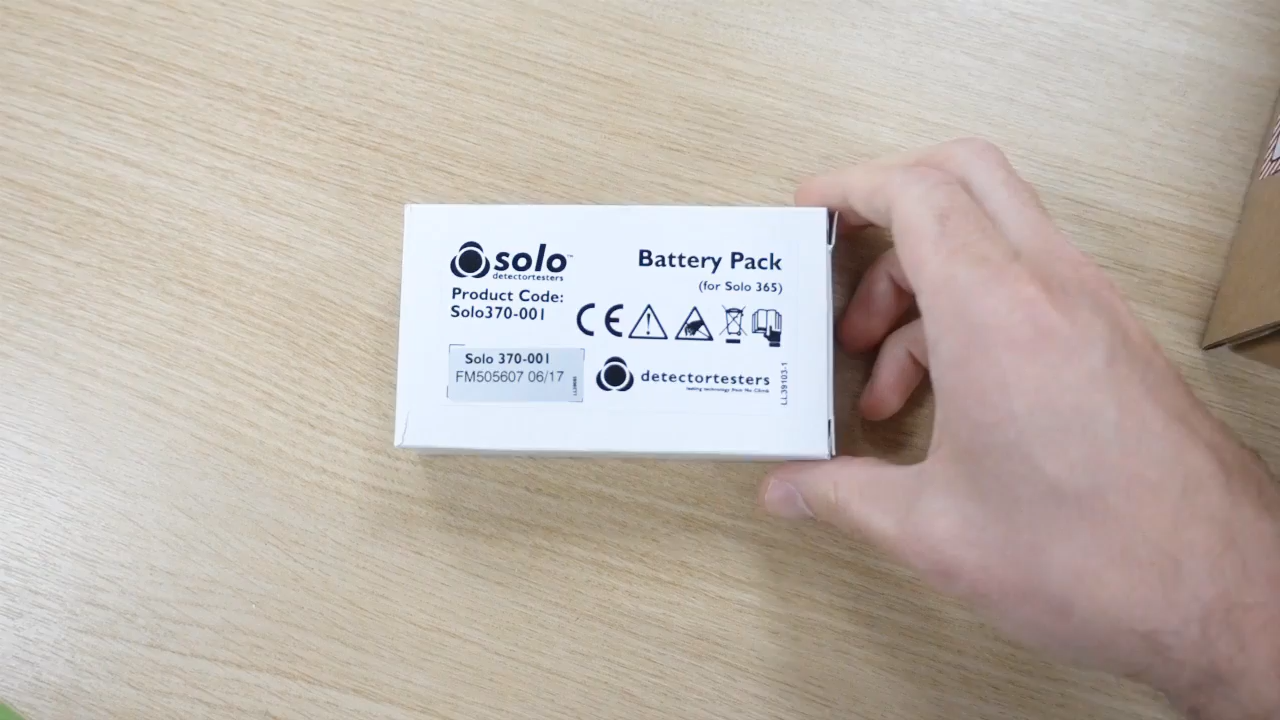 solo™
detectortesters
Battery Pack
(for Solo 365)
Product Code:
Solo370-001
CE
Solo 370-001
FM505607 06/17
detectortesters
LL39103-1